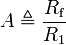 A ≜ R_f / R_1